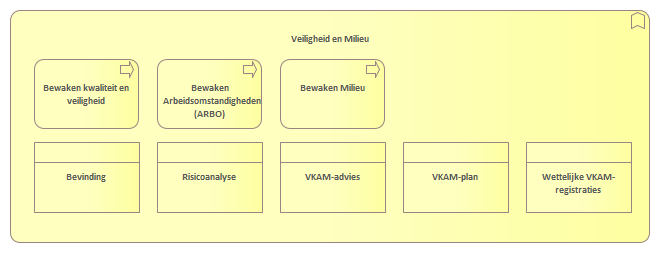 Veiligheid en Milieu
Bewaken kwaliteit en
veiligheid
Bewaken
Arbeidsomstandigheden
(ARBO)
Bewaken Milieu
Bevinding
Risicoanalyse
VKAM-advies
VKAM-plan
Wettelijke VKAM-
registraties